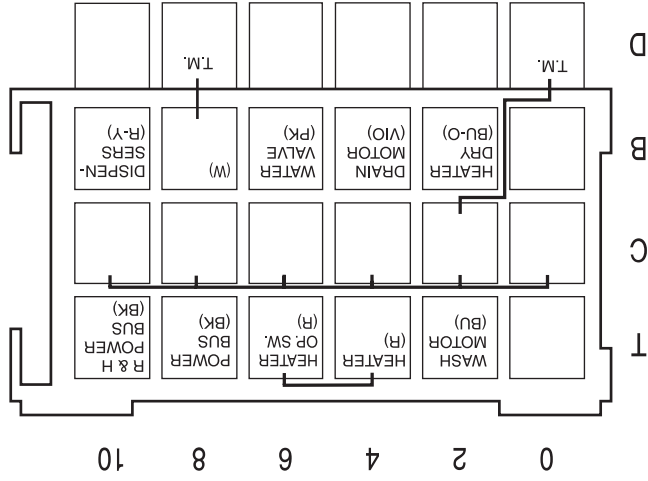 0 2 4 6 8 10
T
WASH
MOTOR
(BU)
HEATER
(R)
HEATER
OP. SW.
(R)
POWER
BUS
(BK)
R & H
POWER
BUS
(BK)
C
B
HEATER
DRY
(BU-O)
DRAIN
MOTOR
(VIO)
WATER
VALVE
(PK)
(W)
DISPEN-
SERS
(R-Y)
D
T.M.
T.M.